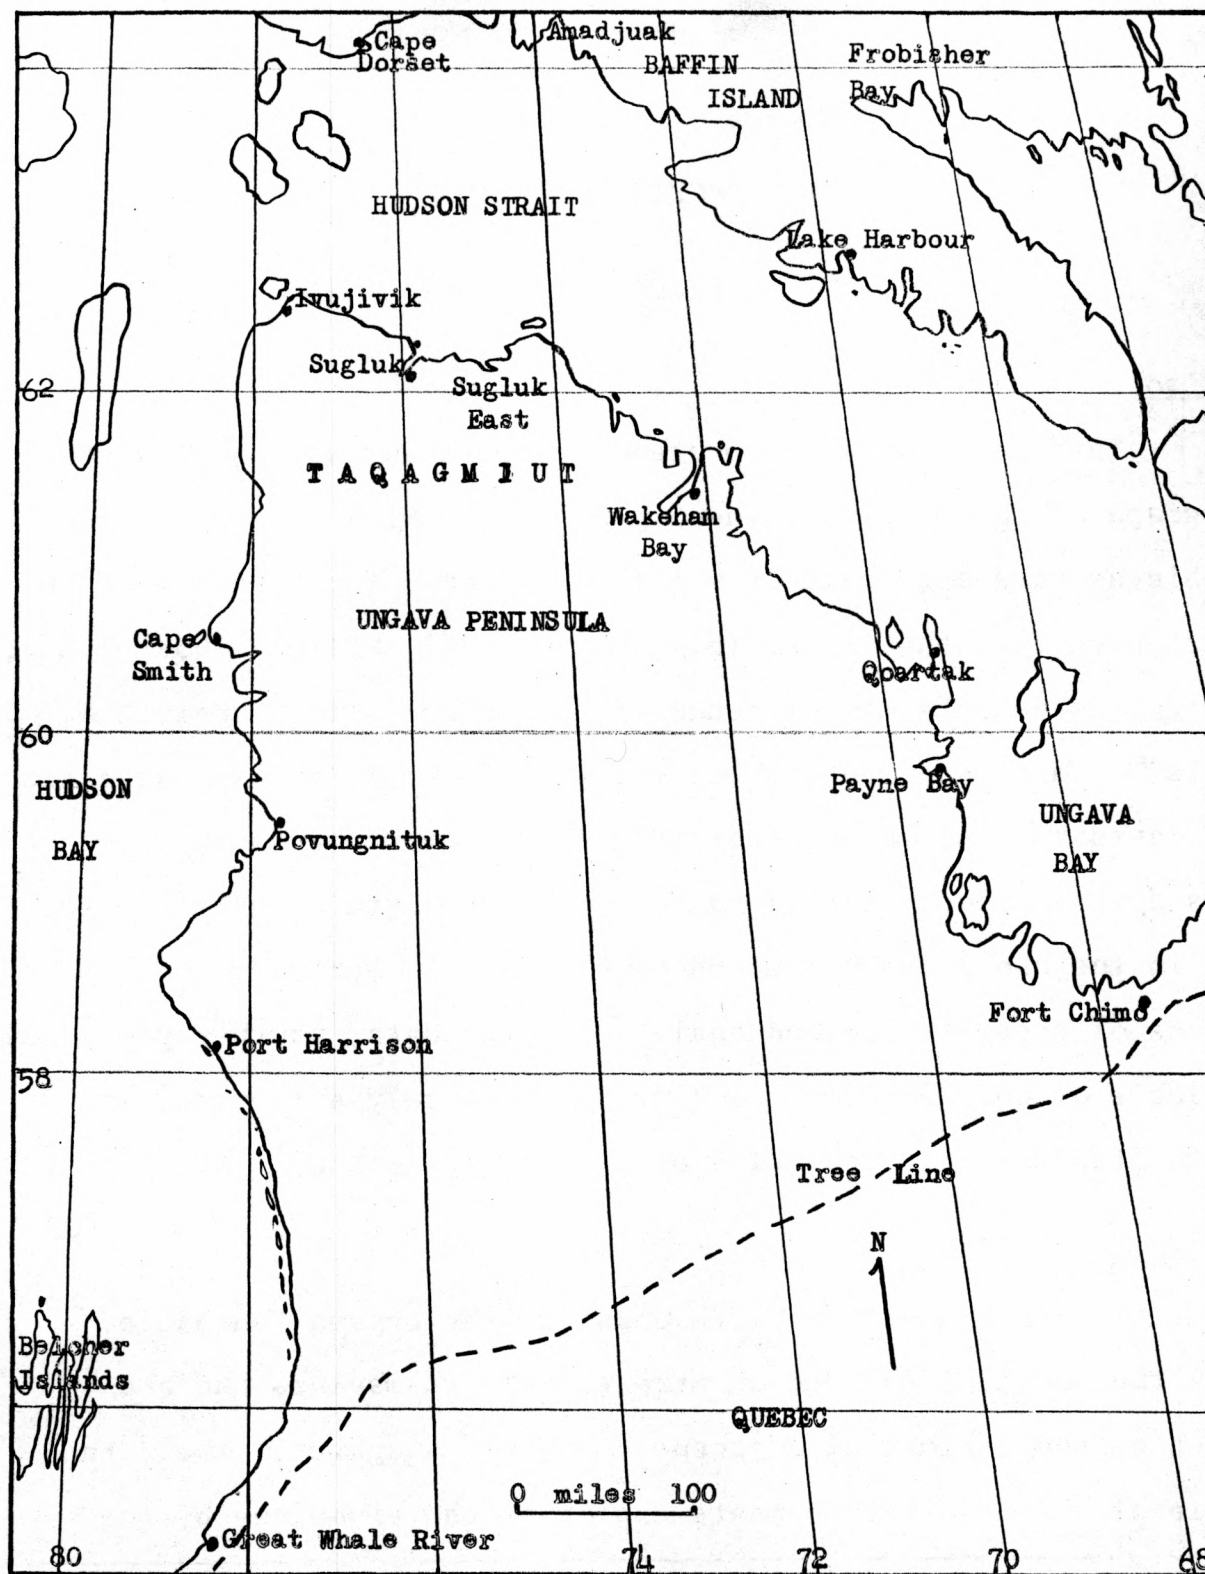 Amadjuak
Cape
Dorset
BAFFIN
ISLAND
Frobisher
Bay
HUDSON STRAIT
Lake Harbour
Ivujivik
Sugluk
Sugluk
East
62
TAQAGMIUT
Wakeham
Bay
UNGAVA PENINSULA
Cape
Smith
Qoartak
60
HUDSON
BAY
Payne Bay
UNGAVA
BAY
Povungnituk
Fort Chimo
Port Harrison
58
Tree Line
N
Belcher
Islands
QUEBEC
0 miles 100
Great Whale River
80
74
72
70
68